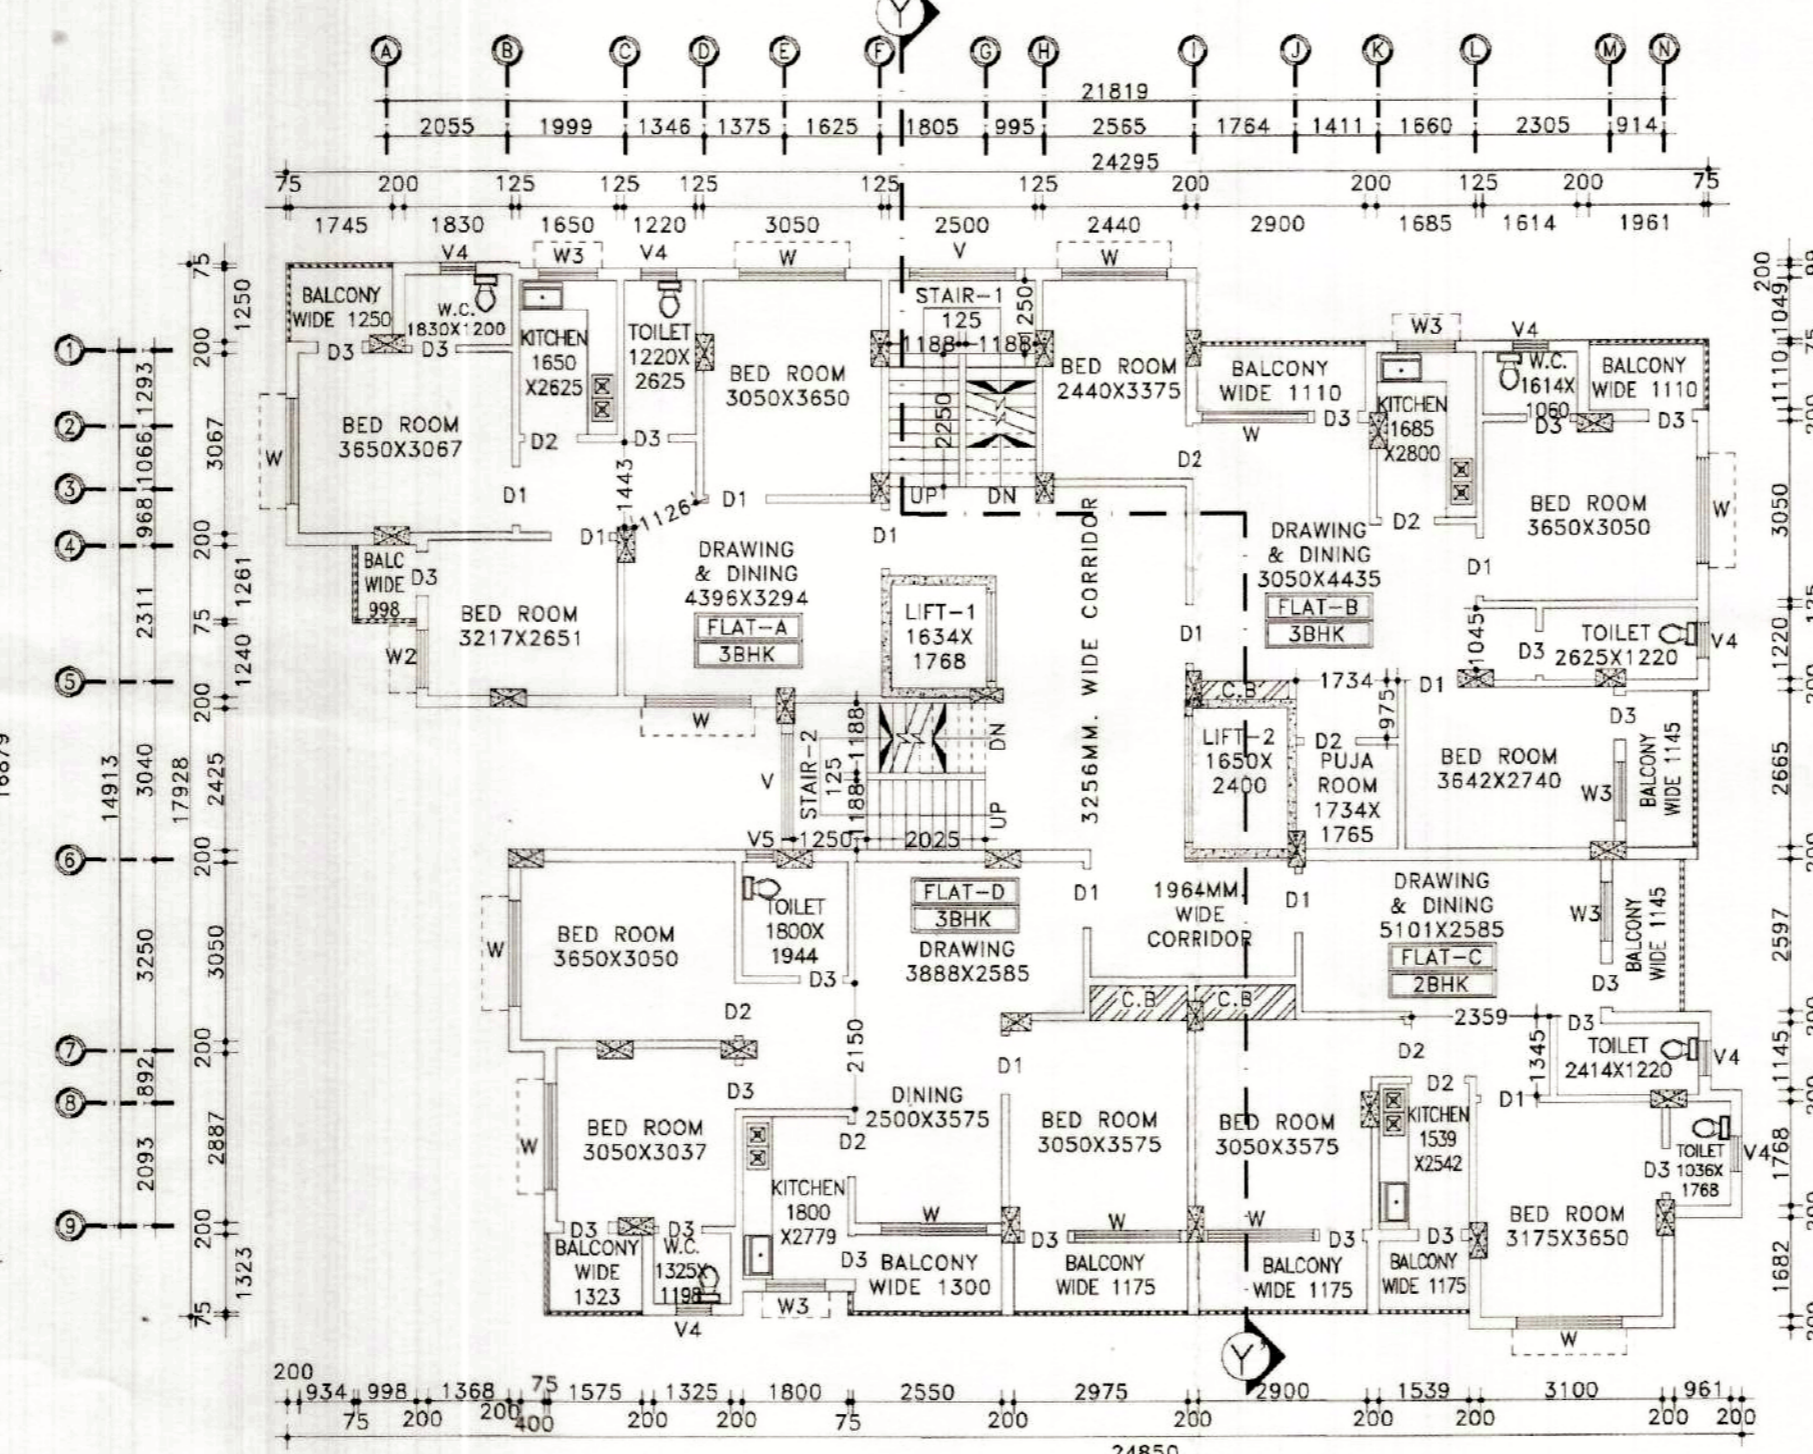 Y
A B C D E F G H I J K L M N
21819
2055 1999 1346 1375 1625 1805 995 2565 1764 1411 1660 2305 914
24295
75 200 125 125 125 125 125 200 200 125 200 75
1745 1830 1650 1220 3050 2500 2440 2900 1685 1614 1961
V4 W3 V4 W V W
W3 V4
BALCONY
WIDE 1250
W.C.
1830X1200
KITCHEN
1650
X2625
TOILET
1220X
2625
BED ROOM
3050X3650
STAIR-1
125
1250
1188 1188
2250
UP DN
BED ROOM
2440X3375
BALCONY
WIDE 1110
KITCHEN
1685
X2800
W.C.
1614X
1060
BALCONY
WIDE 1110
D3 D3
D2 D3
W D3
D3 D3
BED ROOM
3650X3067
W
D1
1443
1126
D1
D1
D1
D2
D2
BED ROOM
3650X3050
W
D1
BALC
WIDE
998
D3
BED ROOM
3217X2651
W2
DRAWING
& DINING
4396X3294
FLAT-A
3BHK
W
LIFT-1
1634X
1768
3256MM. WIDE CORRIDOR
DRAWING
& DINING
3050X4435
FLAT-B
3BHK
D1
1045
D3
TOILET
2625X1220
V4
C.B
1734
975
D1
D2
LIFT-2
1650X
2400
PUJA
ROOM
1734X
1765
BED ROOM
3642X2740
D3
W3
BALCONY
WIDE 1145
V
STAIR-2
125
1188
1188
DN
UP
V5 1250 2025
BED ROOM
3650X3050
W
TOILET
1800X
1944
D3
D2
FLAT-D
3BHK
DRAWING
3888X2585
D1
1964MM.
WIDE
CORRIDOR
D1
C.B C.B
DRAWING
& DINING
5101X2585
FLAT-C
2BHK
W3
D3
BALCONY
WIDE 1145
2359
D3
TOILET
2414X1220
V4
1345
D1
D2
D2
2150
D1
D3
BED ROOM
3050X3037
W
D2
DINING
2500X3575
BED ROOM
3050X3575
BED ROOM
3050X3575
KITCHEN
1539
X2542
TOILET
1036X
1768
V4
D3
BED ROOM
3175X3650
W
KITCHEN
1800
X2779
W3
D3 D3
BALCONY
WIDE
1323
W.C.
1325X
1198
V4
W
D3
BALCONY
WIDE 1300
D3 W
BALCONY
WIDE 1175
W D3
BALCONY
WIDE 1175
D3
BALCONY
WIDE 1175
Y
1
2
3
4
5
6
7
8
9
1293
1066
968
2311
3040
3250
892
2093
14913
17928
16879
75
200
200
75
200
200
200
200
75
3067
2425
3050
2887
1250
1261
1240
1323
200
1049
75
1110
3050
1220
2665
2597
1145
1768
1682
200
934 998 1368 75 1575 1325 1800 2550 2975 2900 1539 3100 961
75 200 200 400 200 200 75 200 200 200 200 200 200
24850